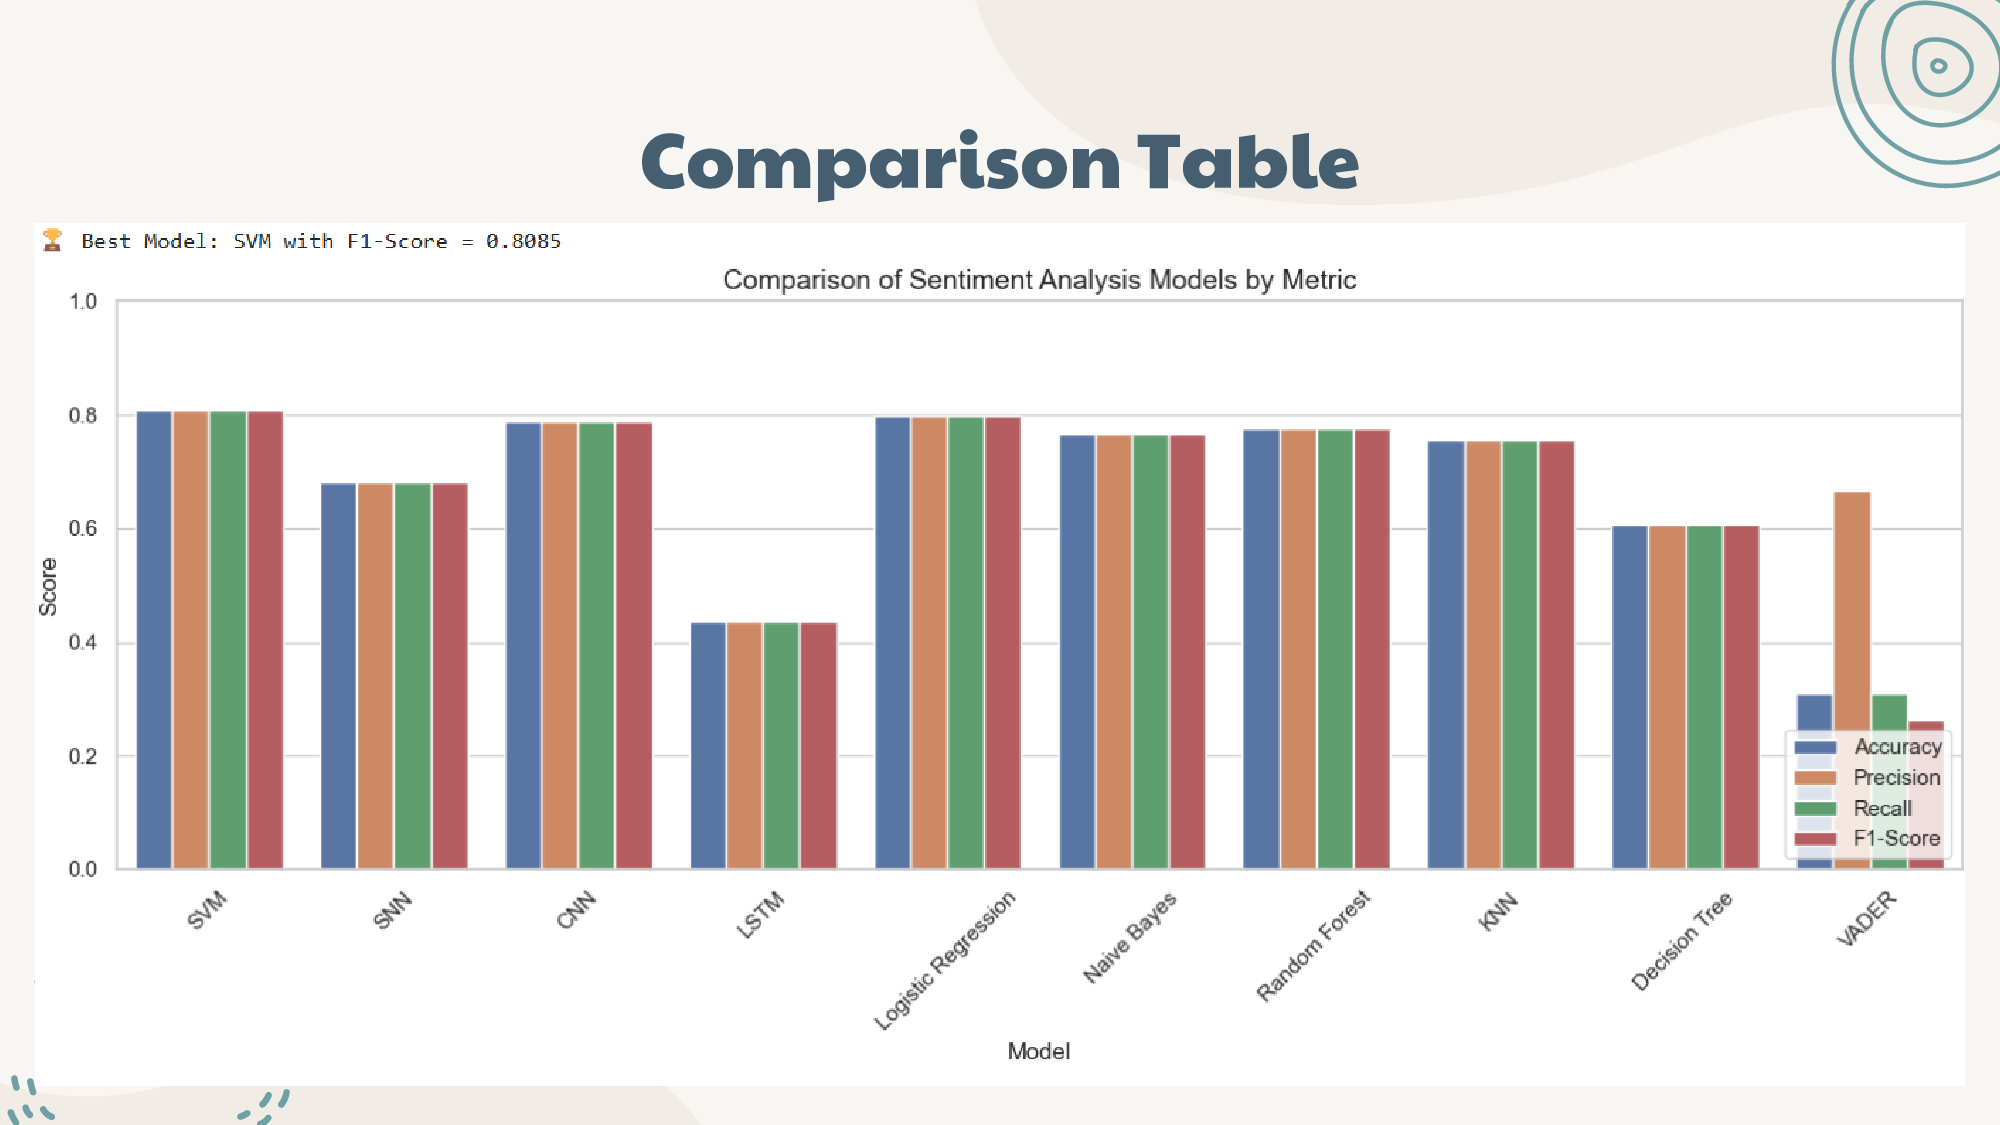 Comparison Table
🏆 Best Model: SVM with F1-Score = 0.8085
Comparison of Sentiment Analysis Models by Metric
1.0
0.8
0.6
0.4
0.2
0.0
Score
Accuracy
Precision
Recall
F1-Score
SVM
SNN
CNN
LSTM
Logistic Regression
Naive Bayes
Random Forest
KNN
Decision Tree
VADER
Model